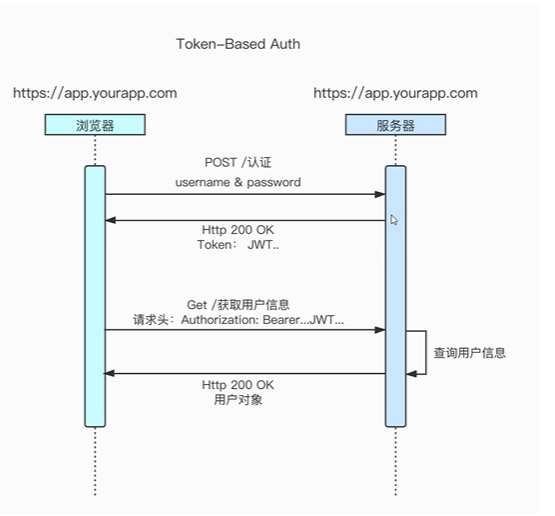 Token-Based Auth
https://app.yourapp.com
https://app.yourapp.com
浏览器
服务器
POST /认证
username & password
Http 200 OK
Token： JWT..
Get /获取用户信息
请求头：Authorization: Bearer...JWT...
查询用户信息
Http 200 OK
用户对象